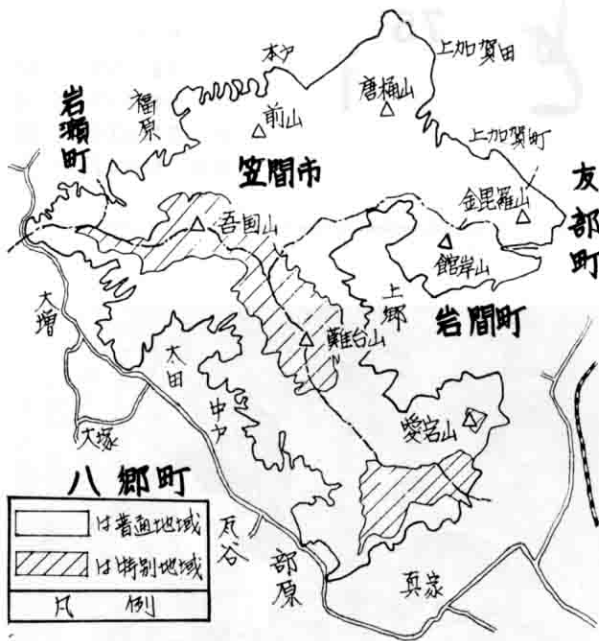 本戸
上加賀田
唐桶山
福原
岩瀬町
前山
上加賀町
笠間市
金毘羅山
友部町
吾国山
館岸山
大増
上郷
岩間町
難台山
太田
中戸
愛宕山
大塚
八郷町
は普通地域
瓦谷
は特別地域
部原
真家
凡例